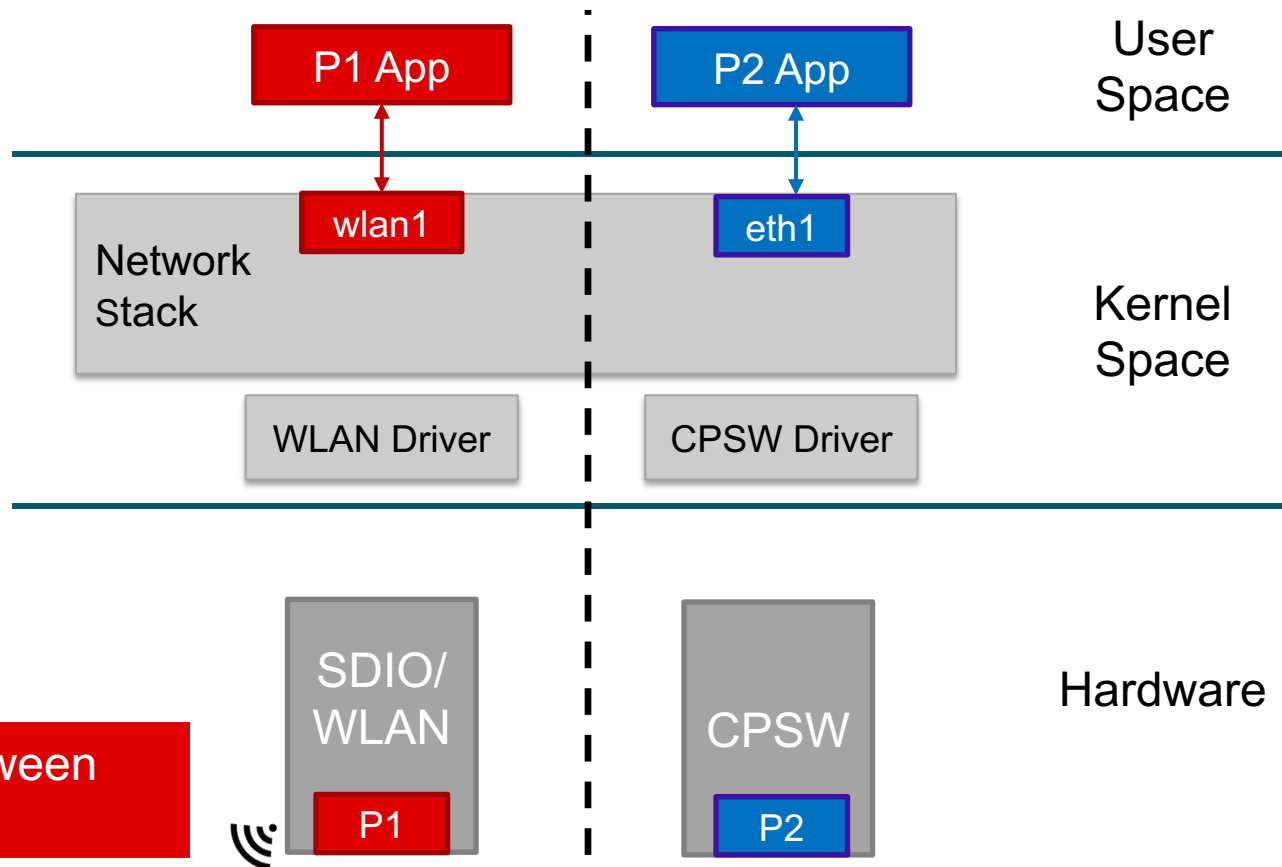 P1 App
P2 App
User
Space
wlan1
eth1
Network
Stack
Kernel
Space
WLAN Driver
CPSW Driver
SDIO/
WLAN
CPSW
Hardware
P1
P2